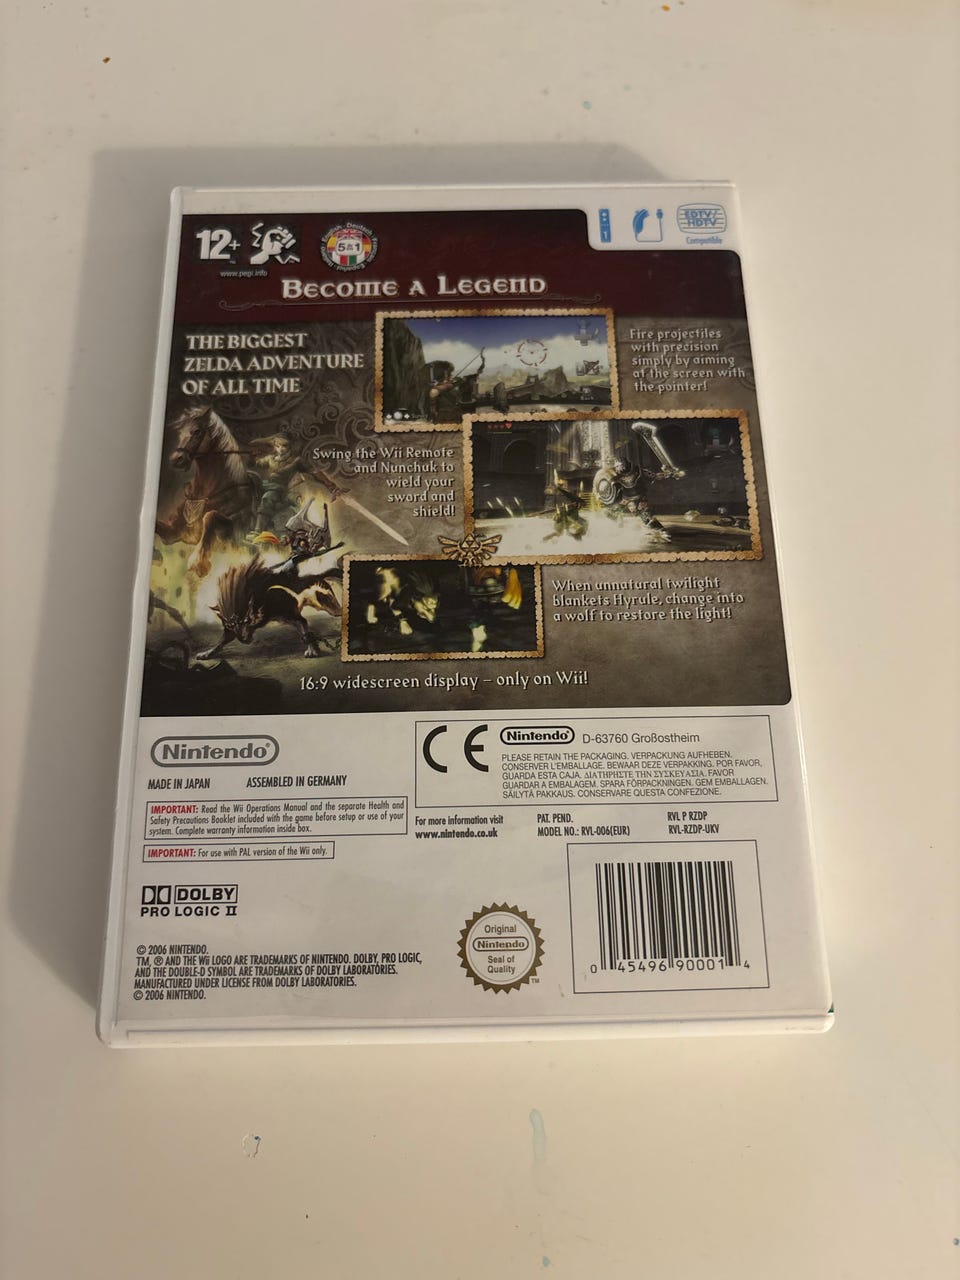 12+
www.pegi.info
English · Deutsch
5 in 1
EDTV/
HDTV
Compatible
1
BECOME A LEGEND
THE BIGGEST
ZELDA ADVENTURE
OF ALL TIME
Fire projectiles
with precision
simply by aiming
at the screen with
the pointer!
Swing the Wii Remote
and Nunchuk to
wield your
sword and
shield!
When unnatural twilight
blankets Hyrule, change into
a wolf to restore the light!
16:9 widescreen display – only on Wii!
Nintendo®
MADE IN JAPAN ASSEMBLED IN GERMANY
CE Nintendo D-63760 Großostheim
PLEASE RETAIN THE PACKAGING. VERPACKUNG AUFHEBEN.
CONSERVER L'EMBALLAGE. BEWAAR DEZE VERPAKKING. POR FAVOR,
GUARDA ESTA CAJA. ΔΙΑΤΗΡΗΣΤΕ ΤΗΝ ΣΥΣΚΕΥΑΣΙΑ. FAVOR
GUARDAR A EMBALAGEM. SPARA FÖRPACKNINGEN. GEM EMBALLAGEN.
SÄILYTÄ PAKKAUS. CONSERVARE QUESTA CONFEZIONE.
IMPORTANT: Read the Wii Operations Manual and the separate Health and
Safety Precautions Booklet included with the game before setup or use of your
system. Complete warranty information inside box.
IMPORTANT: For use with PAL version of the Wii only.
For more information visit
www.nintendo.co.uk
PAT. PEND.
MODEL NO.: RVL-006(EUR)
RVL P RZDP
RVL-RZDP-UKV
DOLBY
PRO LOGIC II
© 2006 NINTENDO.
TM, ® AND THE Wii LOGO ARE TRADEMARKS OF NINTENDO. DOLBY, PRO LOGIC,
AND THE DOUBLE-D SYMBOL ARE TRADEMARKS OF DOLBY LABORATORIES.
MANUFACTURED UNDER LICENSE FROM DOLBY LABORATORIES.
© 2006 NINTENDO.
Original
Nintendo
Seal of
Quality
TM
0 45496 90001 4